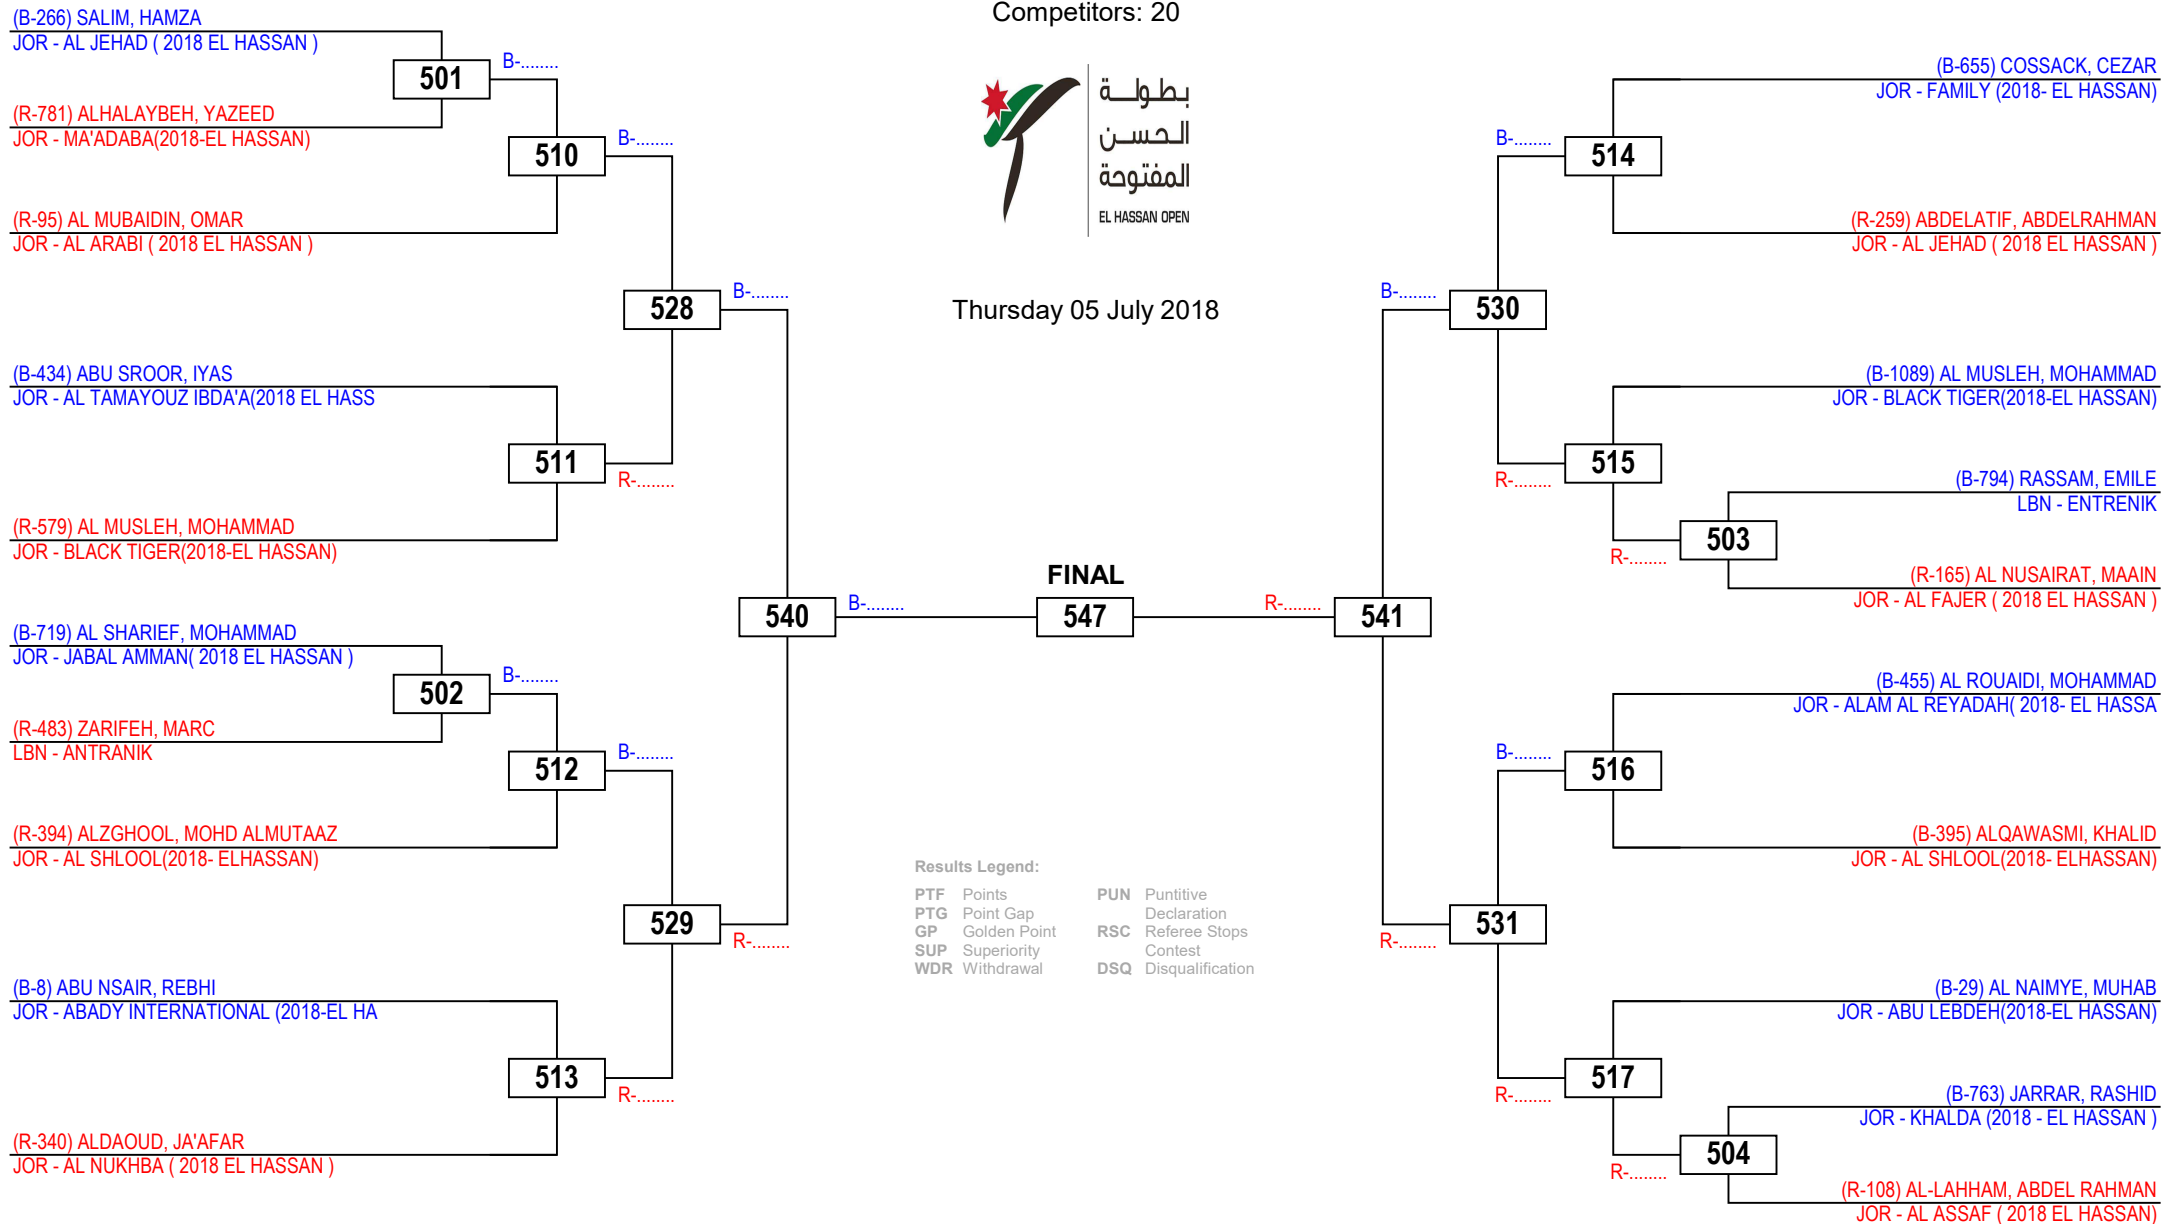 Competitors: 20
بطولة
الحسن
المفتوحة
EL HASSAN OPEN
Thursday 05 July 2018
(B-266) SALIM, HAMZA
JOR - AL JEHAD ( 2018 EL HASSAN )
501
B-........
(R-781) ALHALAYBEH, YAZEED
JOR - MA'ADABA(2018-EL HASSAN)
510
B-........
(R-95) AL MUBAIDIN, OMAR
JOR - AL ARABI ( 2018 EL HASSAN )
528
B-........
(B-434) ABU SROOR, IYAS
JOR - AL TAMAYOUZ IBDA'A(2018 EL HASS
511
R-........
(R-579) AL MUSLEH, MOHAMMAD
JOR - BLACK TIGER(2018-EL HASSAN)
540
B-........
(B-719) AL SHARIEF, MOHAMMAD
JOR - JABAL AMMAN( 2018 EL HASSAN )
502
B-........
(R-483) ZARIFEH, MARC
LBN - ANTRANIK
512
B-........
(R-394) ALZGHOOL, MOHD ALMUTAAZ
JOR - AL SHLOOL(2018- ELHASSAN)
529
R-........
(B-8) ABU NSAIR, REBHI
JOR - ABADY INTERNATIONAL (2018-EL HA
513
R-........
(R-340) ALDAOUD, JA'AFAR
JOR - AL NUKHBA ( 2018 EL HASSAN )
FINAL
547
(B-655) COSSACK, CEZAR
JOR - FAMILY (2018- EL HASSAN)
B-........
514
(R-259) ABDELATIF, ABDELRAHMAN
JOR - AL JEHAD ( 2018 EL HASSAN )
B-........
530
(B-1089) AL MUSLEH, MOHAMMAD
JOR - BLACK TIGER(2018-EL HASSAN)
R-........
515
(B-794) RASSAM, EMILE
LBN - ENTRENIK
R-........
503
(R-165) AL NUSAIRAT, MAAIN
JOR - AL FAJER ( 2018 EL HASSAN )
R-........
541
(B-455) AL ROUAIDI, MOHAMMAD
JOR - ALAM AL REYADAH( 2018- EL HASSA
B-........
516
(B-395) ALQAWASMI, KHALID
JOR - AL SHLOOL(2018- ELHASSAN)
R-........
531
(B-29) AL NAIMYE, MUHAB
JOR - ABU LEBDEH(2018-EL HASSAN)
R-........
517
(B-763) JARRAR, RASHID
JOR - KHALDA (2018 - EL HASSAN )
R-........
504
(R-108) AL-LAHHAM, ABDEL RAHMAN
JOR - AL ASSAF ( 2018 EL HASSAN)
Results Legend:
PTF Points
PTG Point Gap
GP Golden Point
SUP Superiority
WDR Withdrawal
PUN Puntitive
Declaration
RSC Referee Stops
Contest
DSQ Disqualification